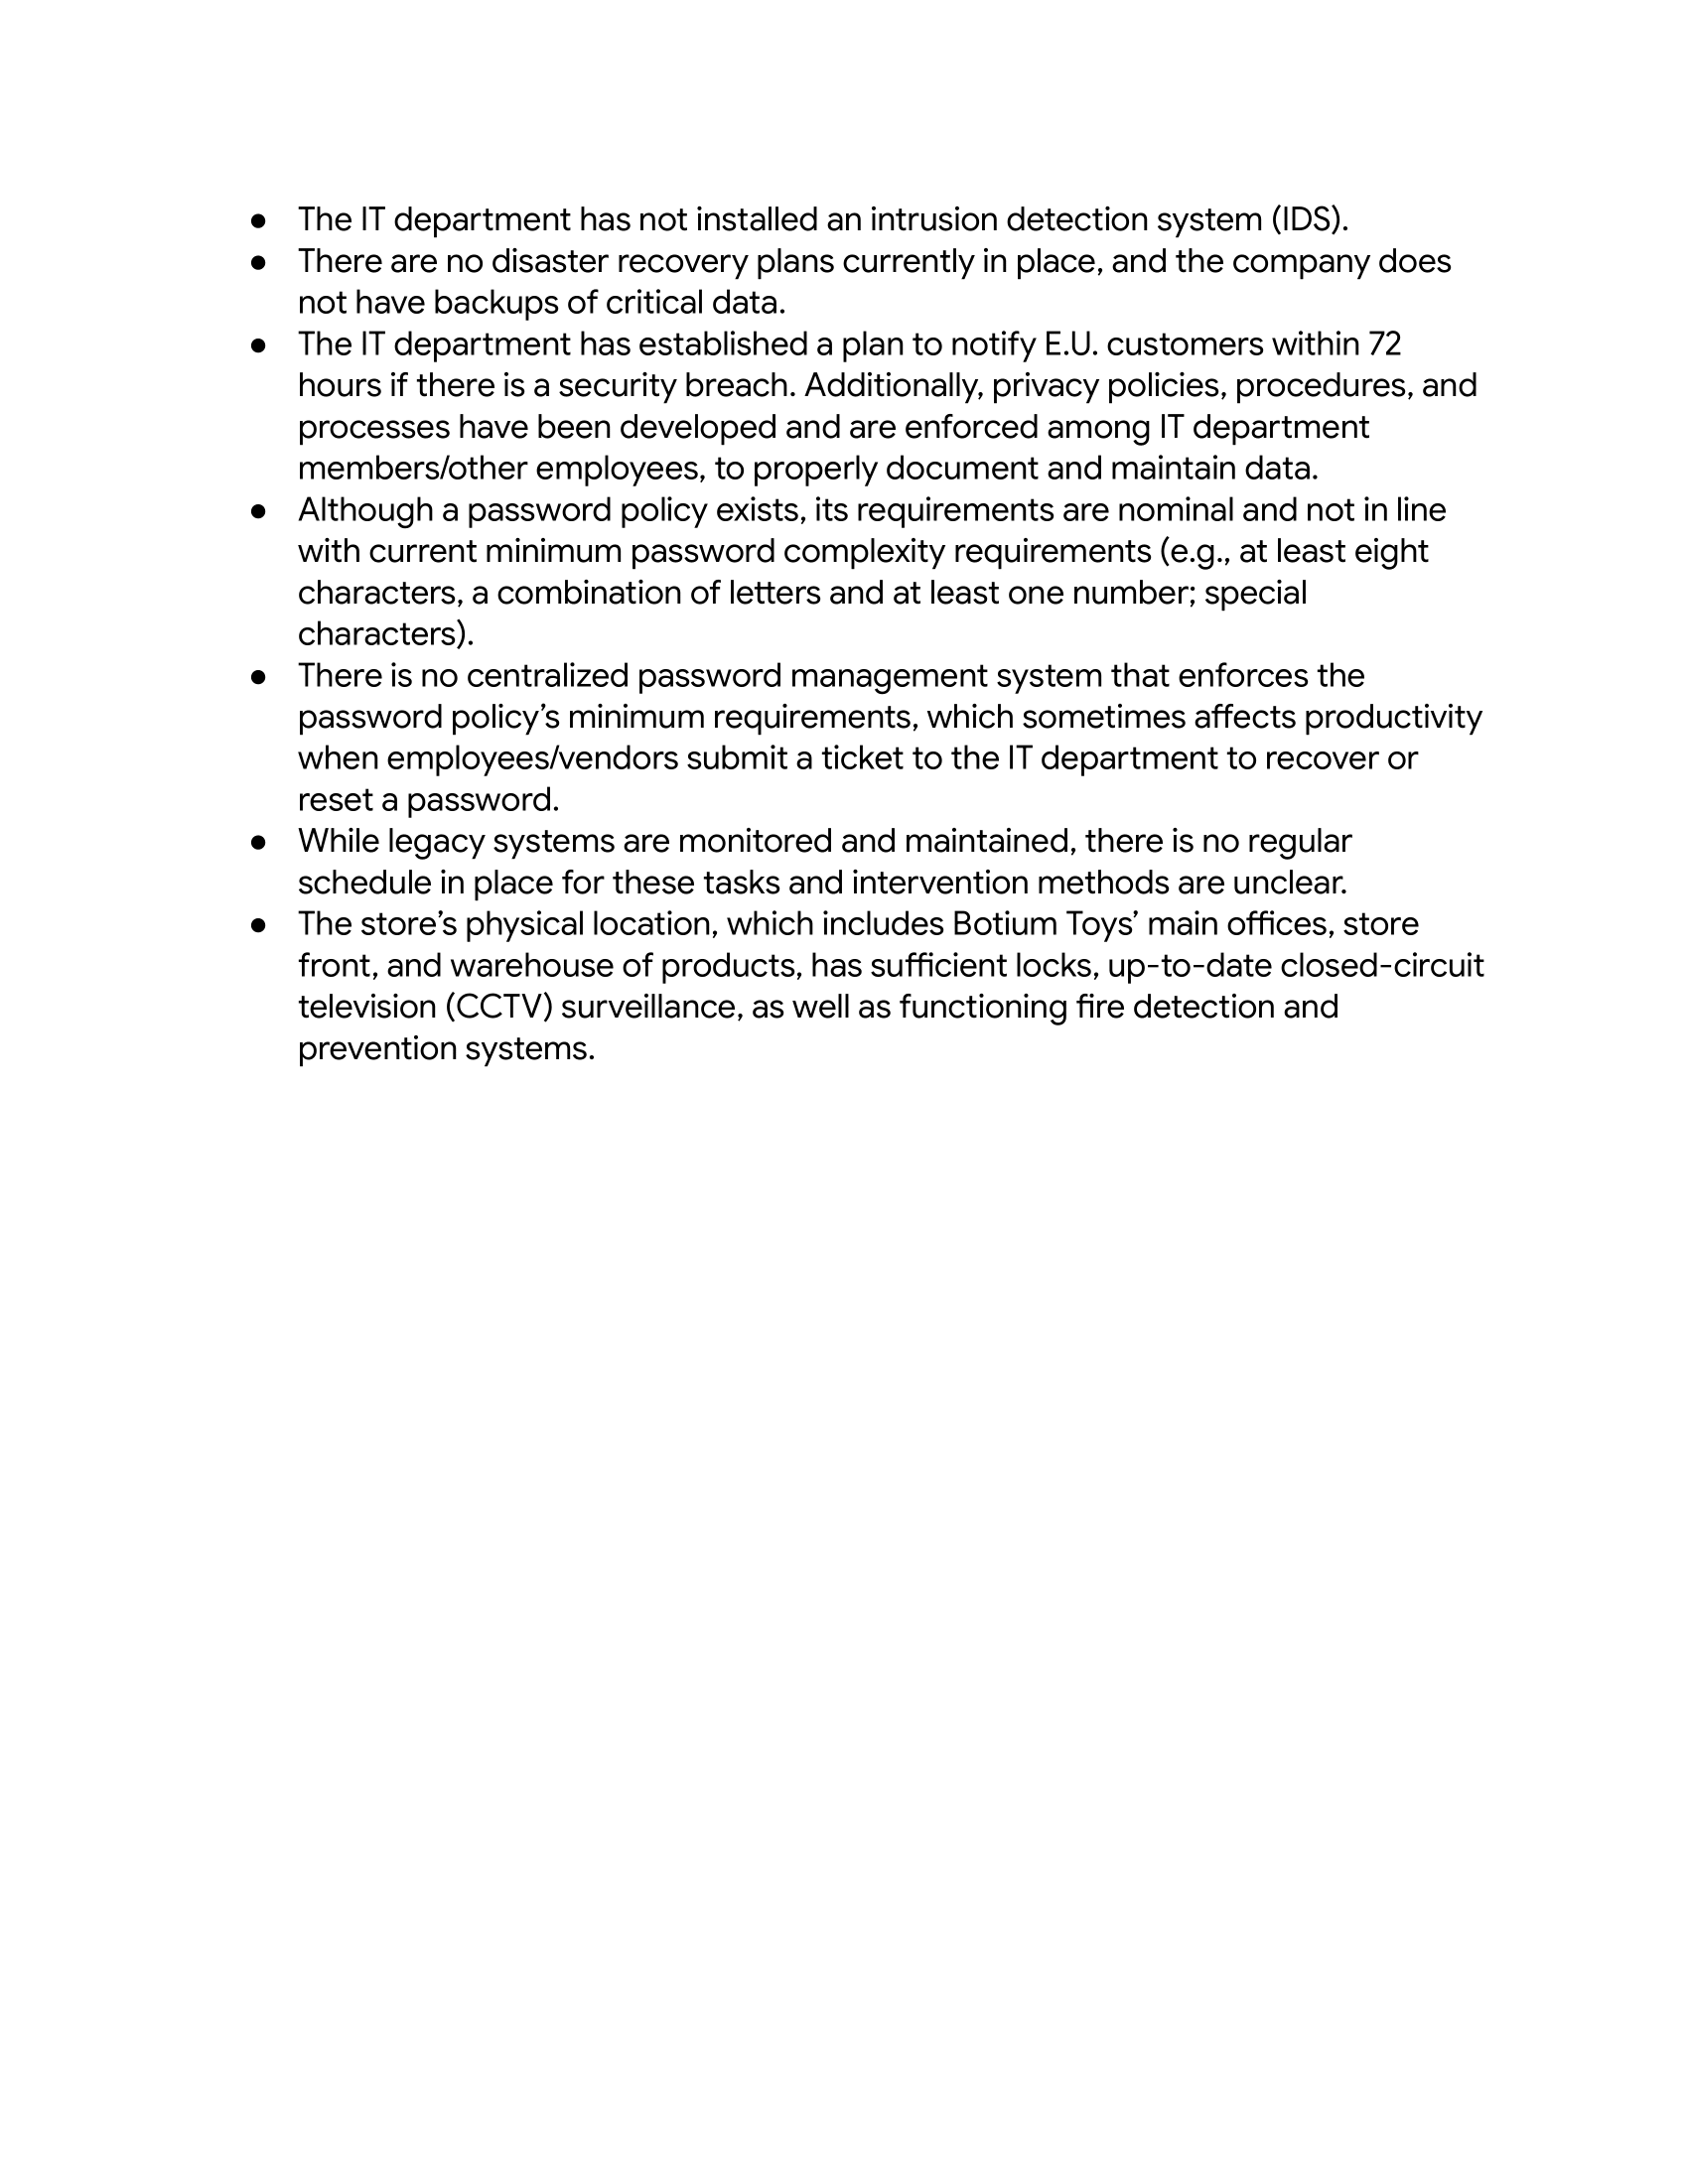 ● The IT department has not installed an intrusion detection system (IDS).
● There are no disaster recovery plans currently in place, and the company does
not have backups of critical data.
● The IT department has established a plan to notify E.U. customers within 72
hours if there is a security breach. Additionally, privacy policies, procedures, and
processes have been developed and are enforced among IT department
members/other employees, to properly document and maintain data.
● Although a password policy exists, its requirements are nominal and not in line
with current minimum password complexity requirements (e.g., at least eight
characters, a combination of letters and at least one number; special
characters).
● There is no centralized password management system that enforces the
password policy’s minimum requirements, which sometimes affects productivity
when employees/vendors submit a ticket to the IT department to recover or
reset a password.
● While legacy systems are monitored and maintained, there is no regular
schedule in place for these tasks and intervention methods are unclear.
● The store’s physical location, which includes Botium Toys’ main offices, store
front, and warehouse of products, has sufficient locks, up-to-date closed-circuit
television (CCTV) surveillance, as well as functioning fire detection and
prevention systems.